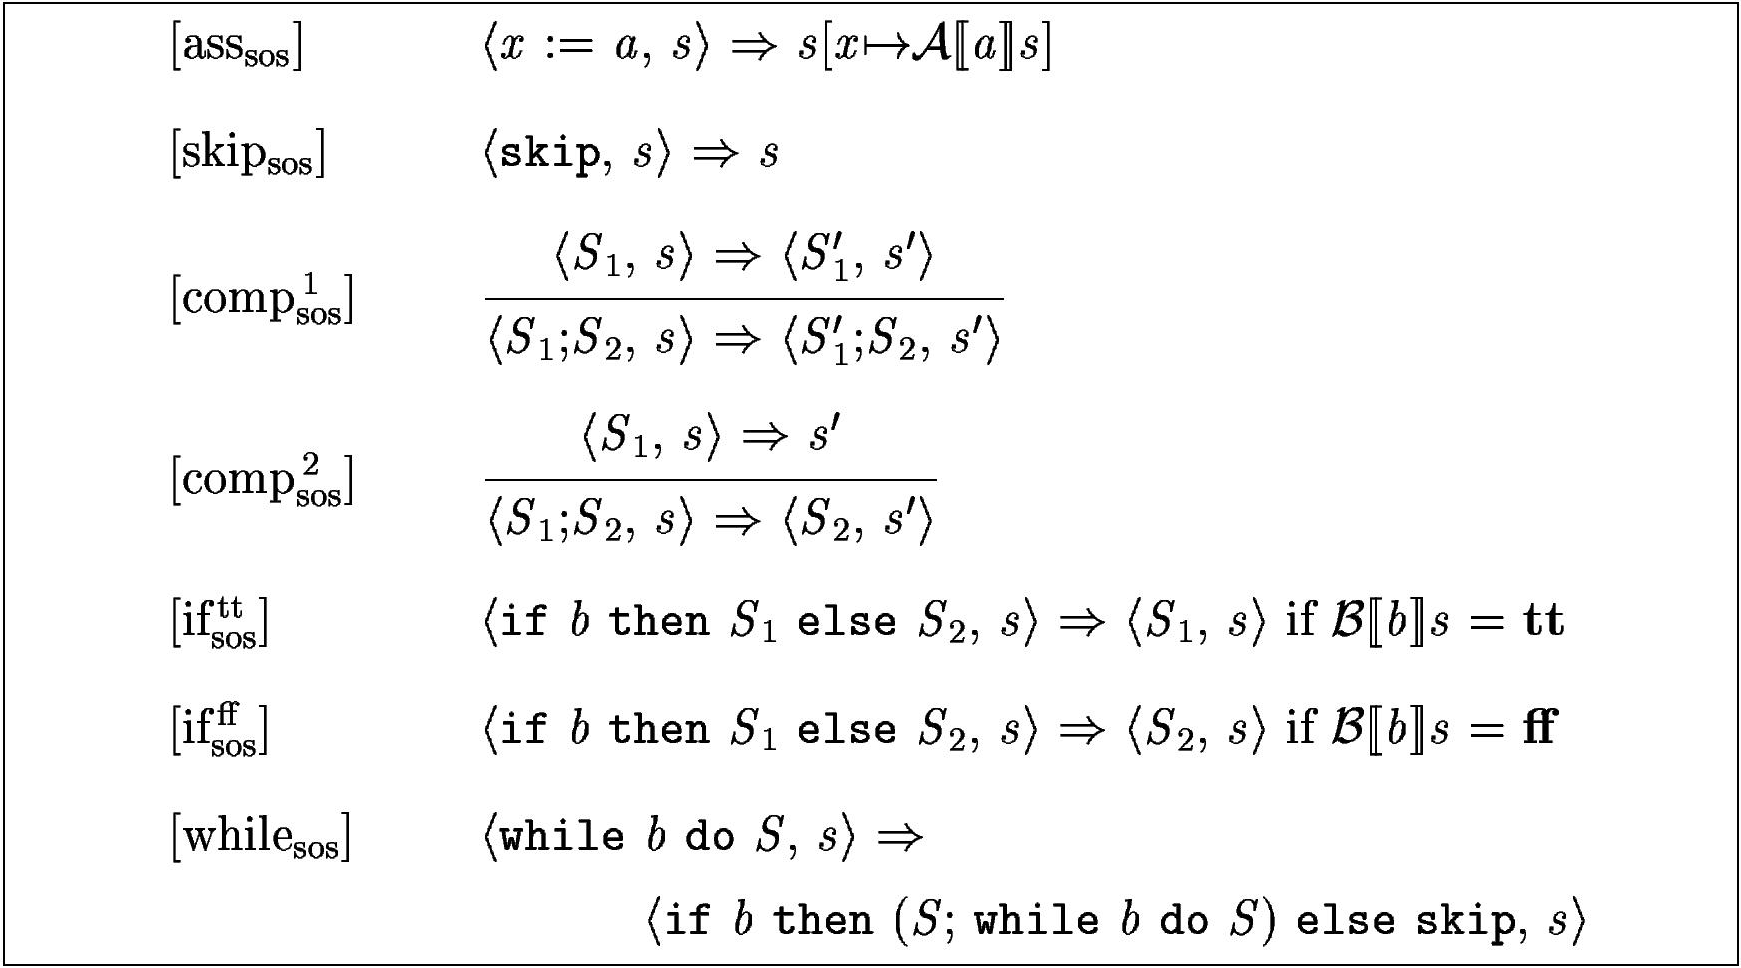 [ass_sos] ⟨x := a, s⟩ ⇒ s[x↦𝒜⟦a⟧s]
[skip_sos] ⟨skip, s⟩ ⇒ s
⟨S₁, s⟩ ⇒ ⟨S₁′, s′⟩
[comp¹_sos]
⟨S₁;S₂, s⟩ ⇒ ⟨S₁′;S₂, s′⟩
⟨S₁, s⟩ ⇒ s′
[comp²_sos]
⟨S₁;S₂, s⟩ ⇒ ⟨S₂, s′⟩
[if^tt_sos] ⟨if b then S₁ else S₂, s⟩ ⇒ ⟨S₁, s⟩ if ℬ⟦b⟧s = tt
[if^ff_sos] ⟨if b then S₁ else S₂, s⟩ ⇒ ⟨S₂, s⟩ if ℬ⟦b⟧s = ff
[while_sos] ⟨while b do S, s⟩ ⇒
⟨if b then (S; while b do S) else skip, s⟩